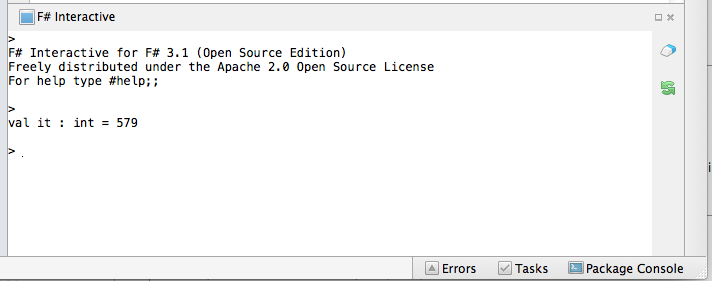 F# Interactive
>
F# Interactive for F# 3.1 (Open Source Edition)
Freely distributed under the Apache 2.0 Open Source License
For help type #help;;
>
val it : int = 579
>
Errors Tasks Package Console